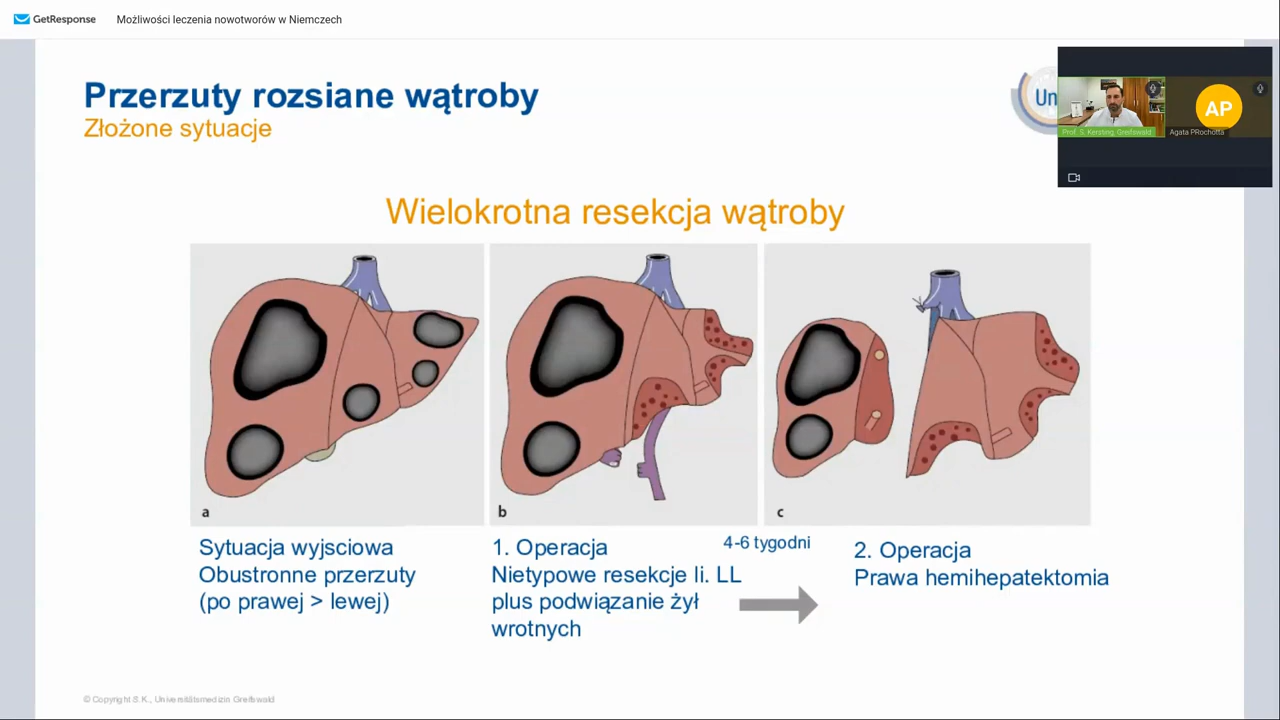 GetResponse
Możliwości leczenia nowotworów w Niemczech
Przerzuty rozsiane wątroby
Złożone sytuacje
Un
Prof. S. Kersting, Greifswald
AP
Agata PRochotta
Wielokrotna resekcja wątroby
a
b
c
Sytuacja wyjsciowa
Obustronne przerzuty
(po prawej > lewej)
1. Operacja
Nietypowe resekcje li. LL
plus podwiązanie żył
wrotnych
4-6 tygodni
2. Operacja
Prawa hemihepatektomia
© Copyright S.K., Universitätsmedizin Greifswald